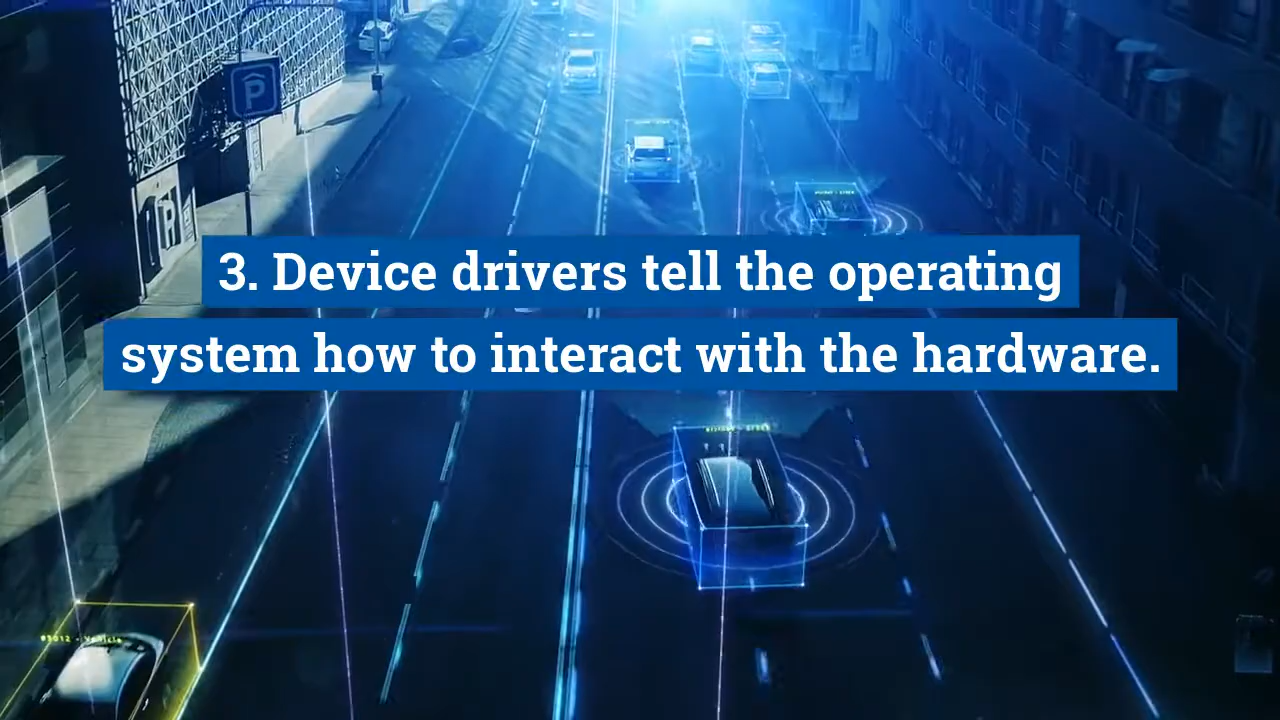 P
3. Device drivers tell the operating
system how to interact with the hardware.